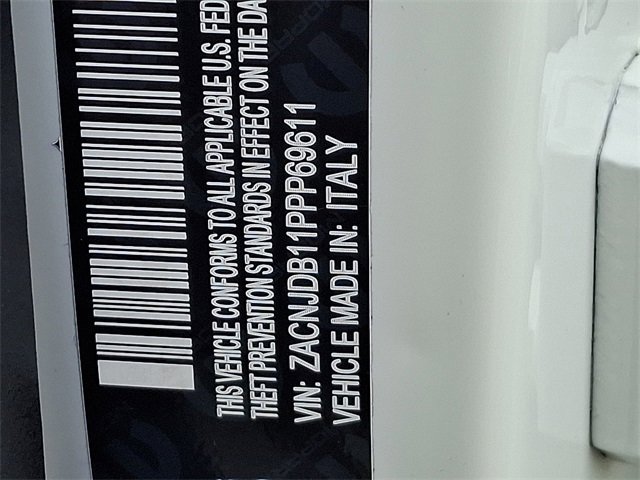 THIS VEHICLE CONFORMS TO ALL APPLICABLE U.S. FED
THEFT PREVENTION STANDARDS IN EFFECT ON THE DA
VIN: ZACNJDB11PPP69611
VEHICLE MADE IN: ITALY